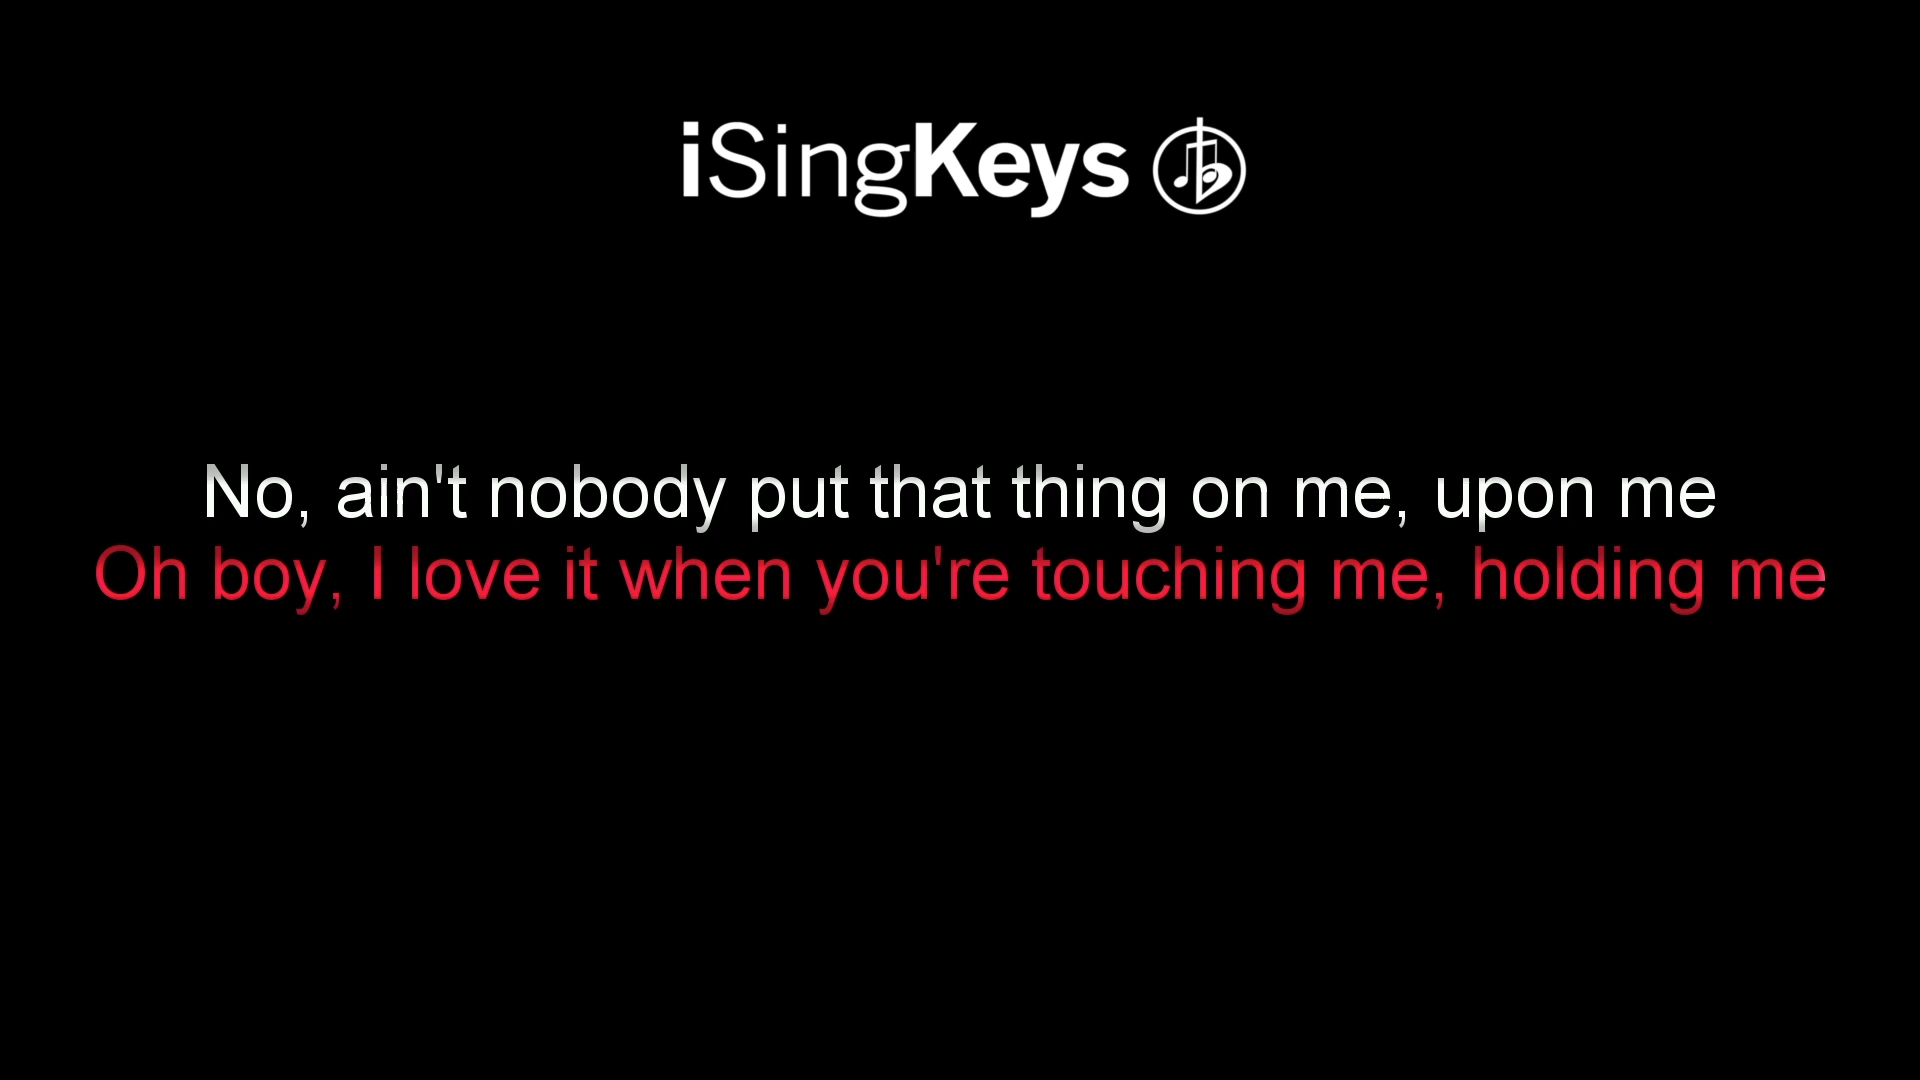 iSingKeys
No, ain't nobody put that thing on me, upon me
Oh boy, I love it when you're touching me, holding me